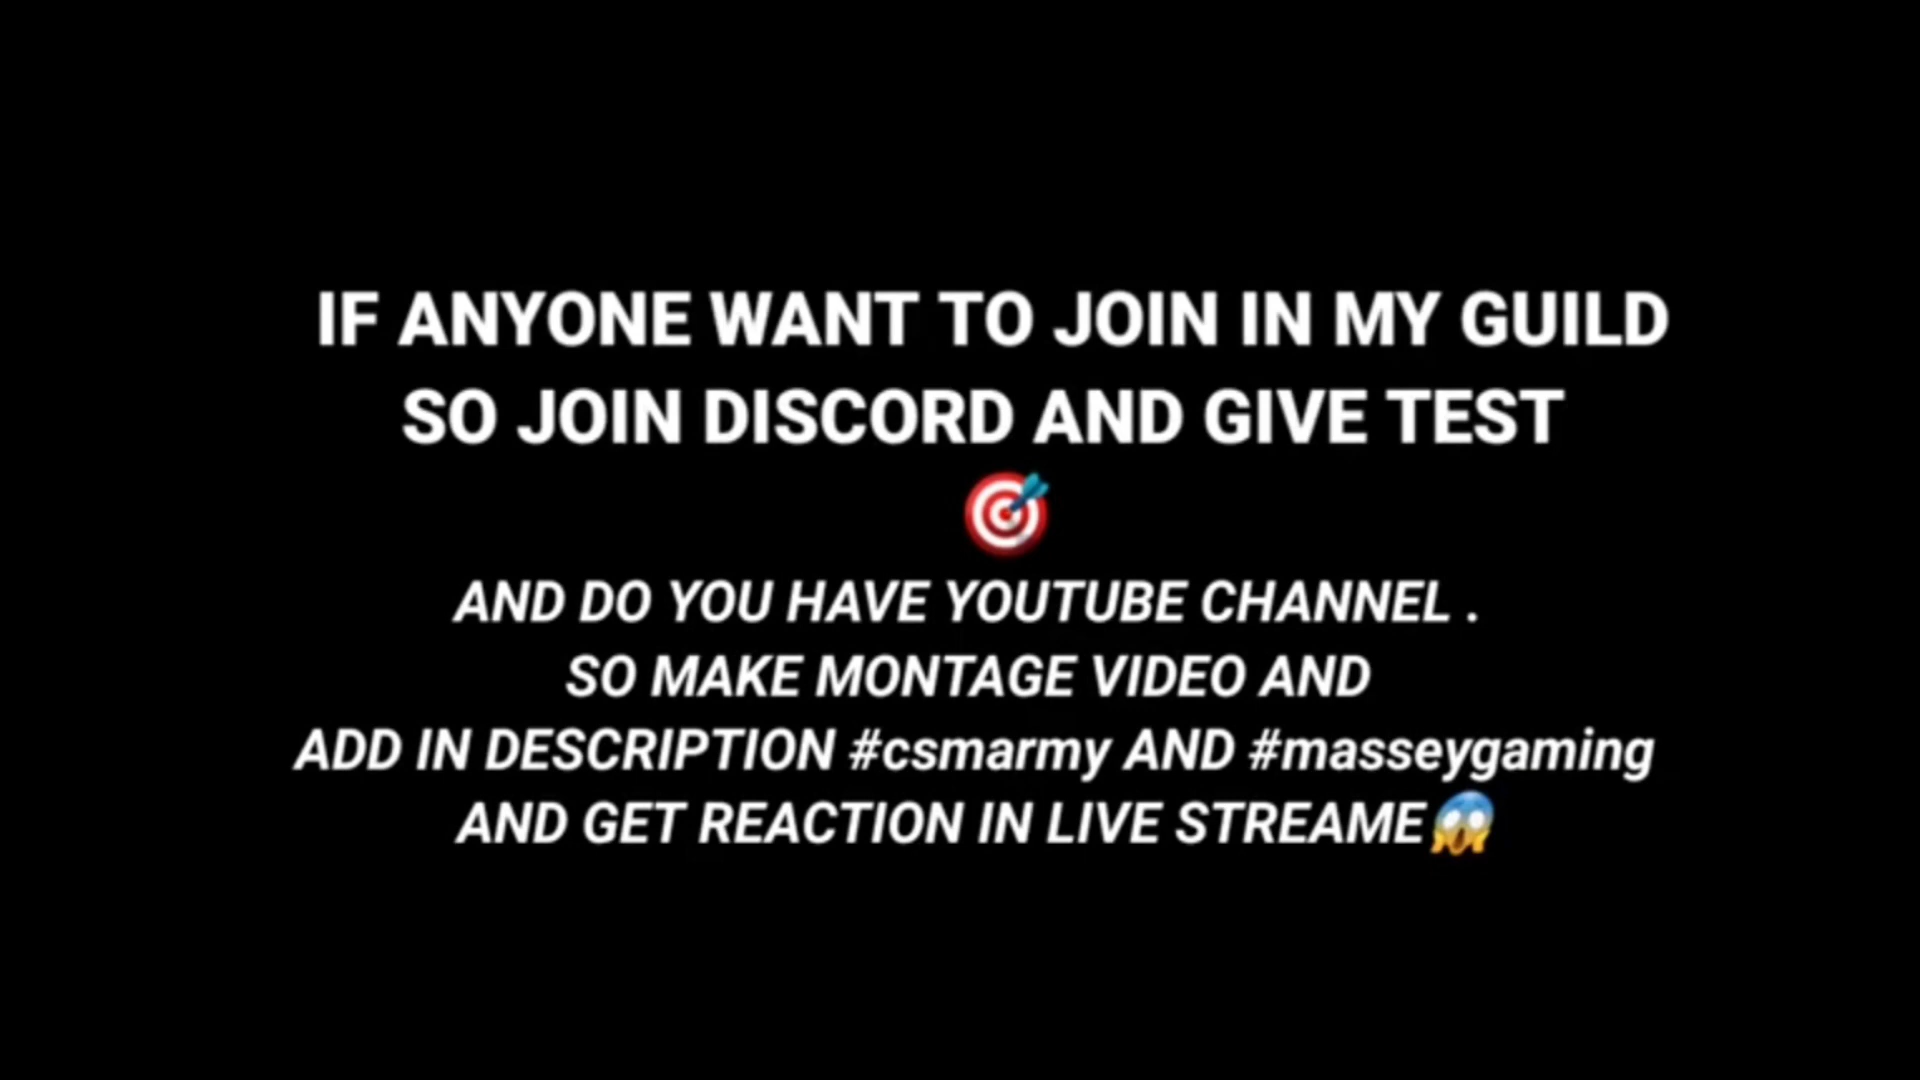 IF ANYONE WANT TO JOIN IN MY GUILD
SO JOIN DISCORD AND GIVE TEST
🎯
AND DO YOU HAVE YOUTUBE CHANNEL .
SO MAKE MONTAGE VIDEO AND
ADD IN DESCRIPTION #csmarmy AND #masseygaming
AND GET REACTION IN LIVE STREAME😱